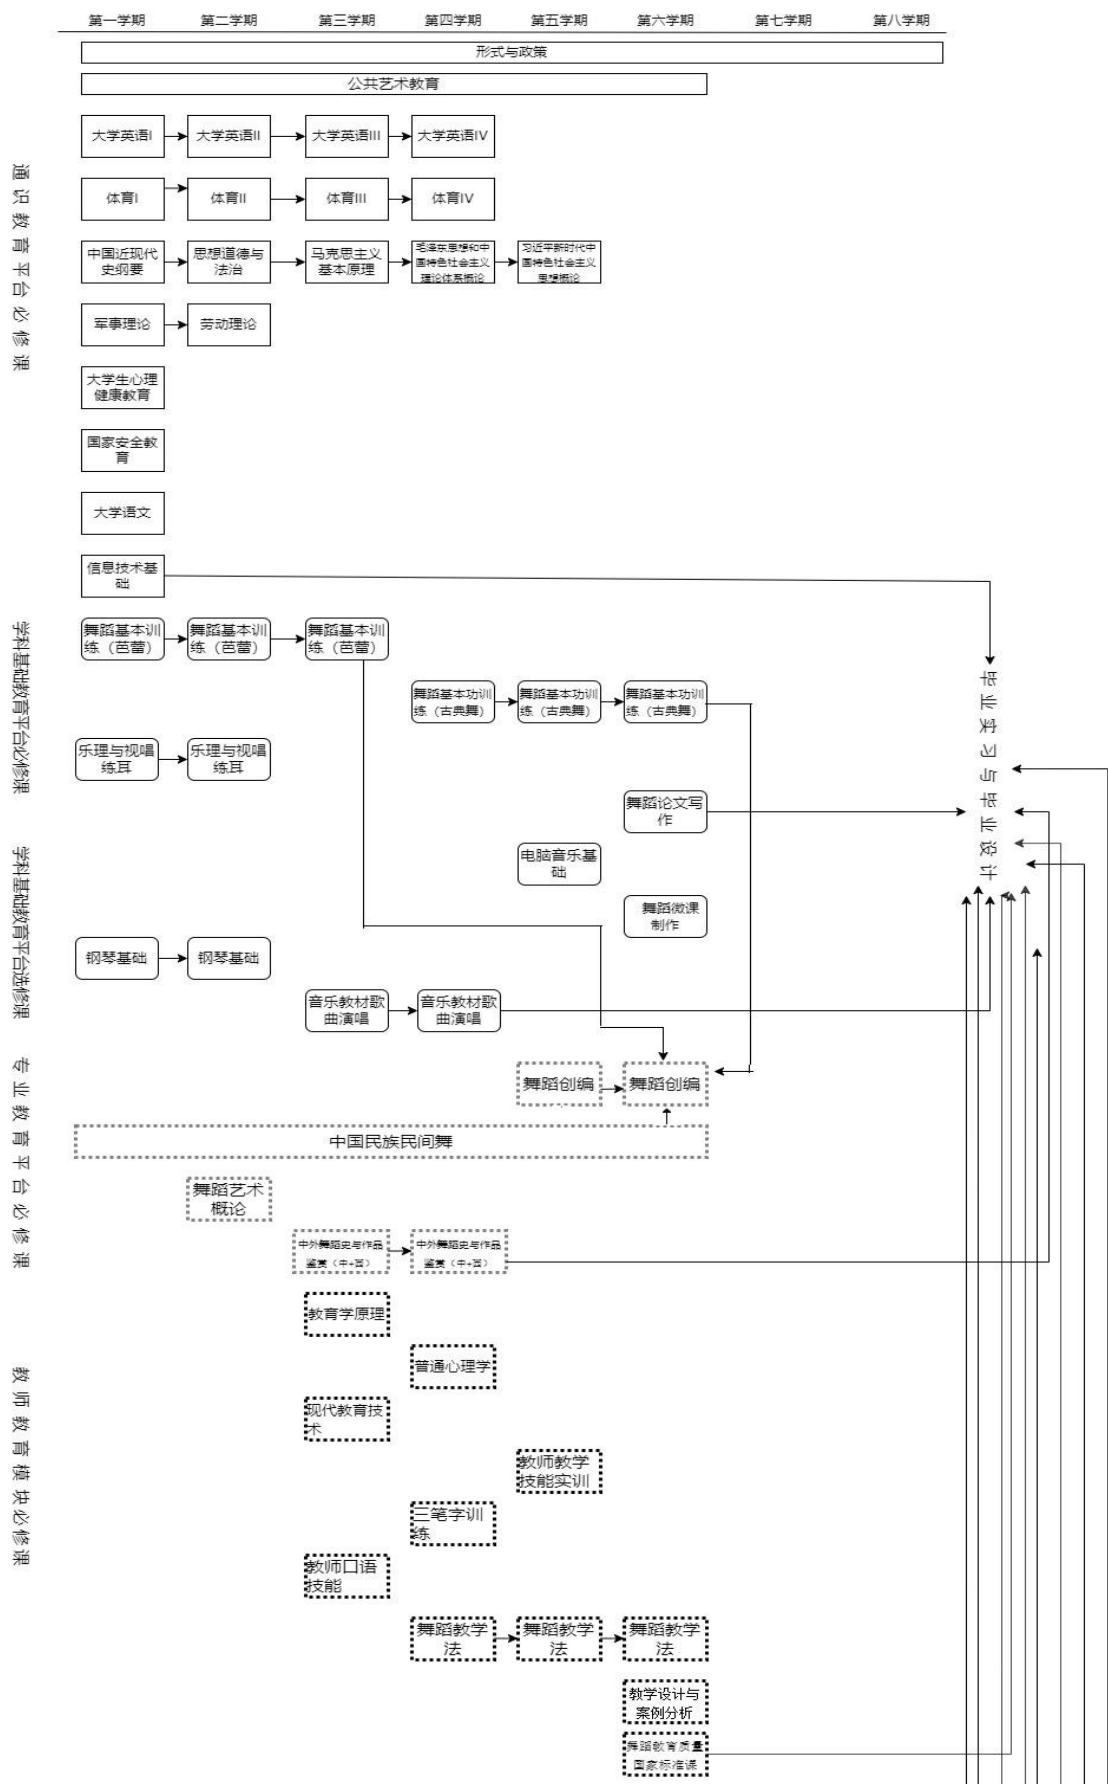 第一学期 第二学期 第三学期 第四学期 第五学期 第六学期 第七学期 第八学期
形式与政策
公共艺术教育
通识教育平台必修课
大学英语I 大学英语II 大学英语III 大学英语IV
体育I 体育II 体育III 体育IV
中国近现代
史纲要
思想道德与
法治
马克思主义
基本原理
毛泽东思想和中
国特色社会主义
理论体系概论
习近平新时代中
国特色社会主义
思想概论
军事理论 劳动理论
大学生心理
健康教育
国家安全教
育
大学语文
信息技术基
础
学科基础教育平台必修课
舞蹈基本训
练（芭蕾）
舞蹈基本训
练（芭蕾）
舞蹈基本训
练（芭蕾）
舞蹈基本功训
练（古典舞）
舞蹈基本功训
练（古典舞）
舞蹈基本功训
练（古典舞）
乐理与视唱
练耳
乐理与视唱
练耳
舞蹈论文写
作
毕业实习与毕业设计
学科基础教育平台选修课
电脑音乐基
础
舞蹈微课
制作
钢琴基础 钢琴基础
音乐教材歌
曲演唱
音乐教材歌
曲演唱
专业教育平台必修课
舞蹈创编 舞蹈创编
中国民族民间舞
舞蹈艺术
概论
中外舞蹈史与作品
鉴赏（中+西）
中外舞蹈史与作品
鉴赏（中+西）
教师教育模块必修课
教育学原理
普通心理学
现代教育技
术
教师教学
技能实训
三笔字训
练
教师口语
技能
舞蹈教学
法
舞蹈教学
法
舞蹈教学
法
教学设计与
案例分析
舞蹈教育质量
国家标准课